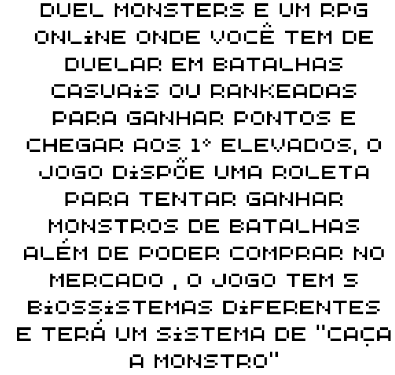 DUEL MONSTERS E UM RPG
ONLINE ONDE VOCÊ TEM DE
DUELAR EM BATALHAS
CASUAIS OU RANKEADAS
PARA GANHAR PONTOS E
CHEGAR AOS 1° ELEVADOS, O
JOGO DISPÕE UMA ROLETA
PARA TENTAR GANHAR
MONSTROS DE BATALHAS
ALÉM DE PODER COMPRAR NO
MERCADO , O JOGO TEM 5
BIOSSISTEMAS DIFERENTES
E TERÁ UM SISTEMA DE "CAÇA
A MONSTRO"